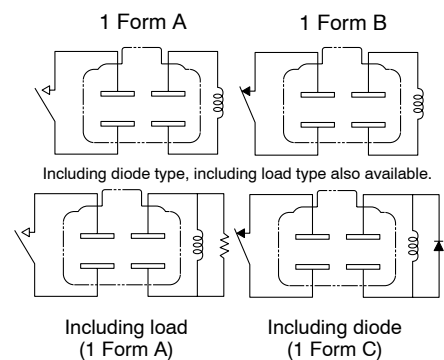 1 Form A
1 Form B
Including diode type, including load type also available.
Including load
(1 Form A)
Including diode
(1 Form C)